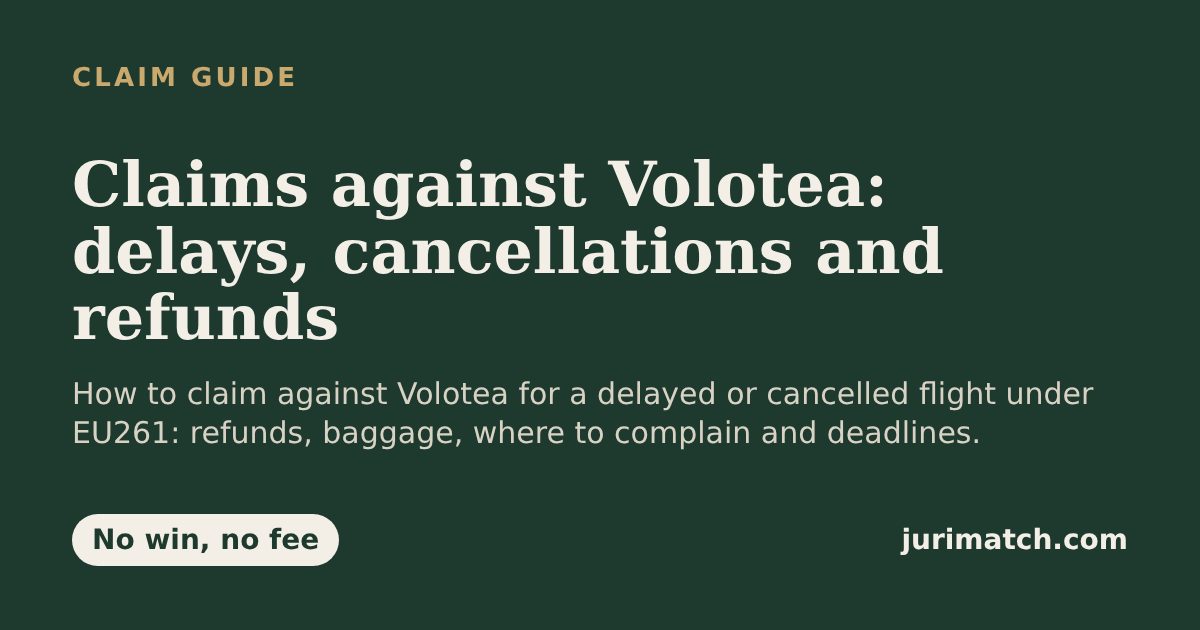 CLAIM GUIDE
Claims against Volotea:
delays, cancellations and
refunds
How to claim against Volotea for a delayed or cancelled flight under
EU261: refunds, baggage, where to complain and deadlines.
No win, no fee
jurimatch.com